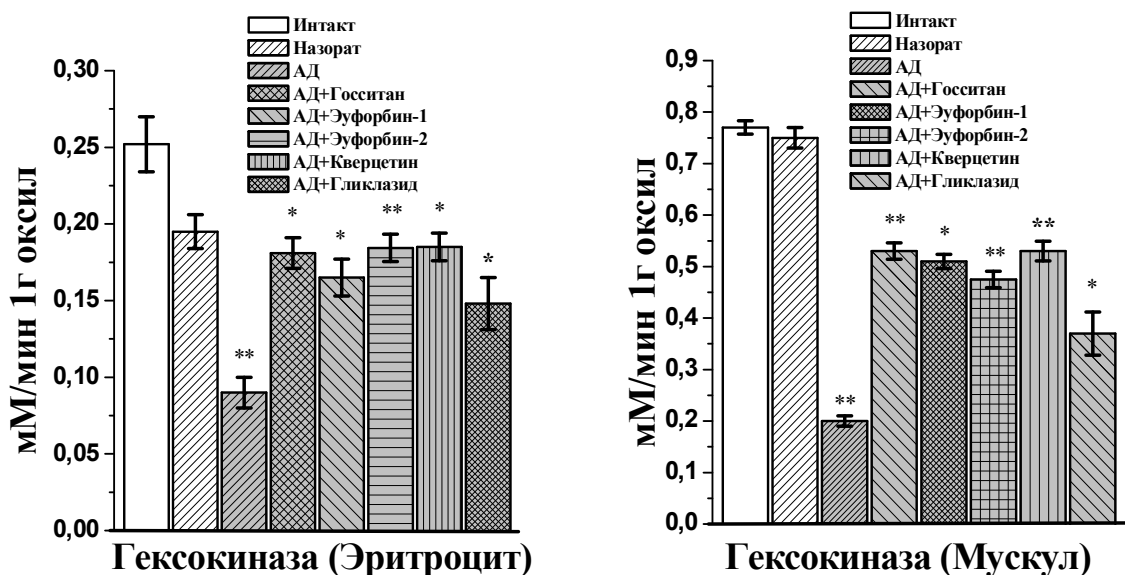 Интакт
Назорат
АД
АД+Госситан
АД+Эуфорбин-1
АД+Эуфорбин-2
АД+Кверцетин
АД+Гликлазид
мМ/мин 1г оксил
0,30
0,25
0,20
0,15
0,10
0,05
0,00
**
*
*
**
*
*
Гексокиназа (Эритроцит)
Интакт
Назорат
АД
АД+Госситан
АД+Эуфорбин-1
АД+Эуфорбин-2
АД+Кверцетин
АД+Гликлазид
мМ/мин 1г оксил
0,9
0,8
0,7
0,6
0,5
0,4
0,3
0,2
0,1
0,0
**
**
*
**
**
*
Гексокиназа (Мускул)